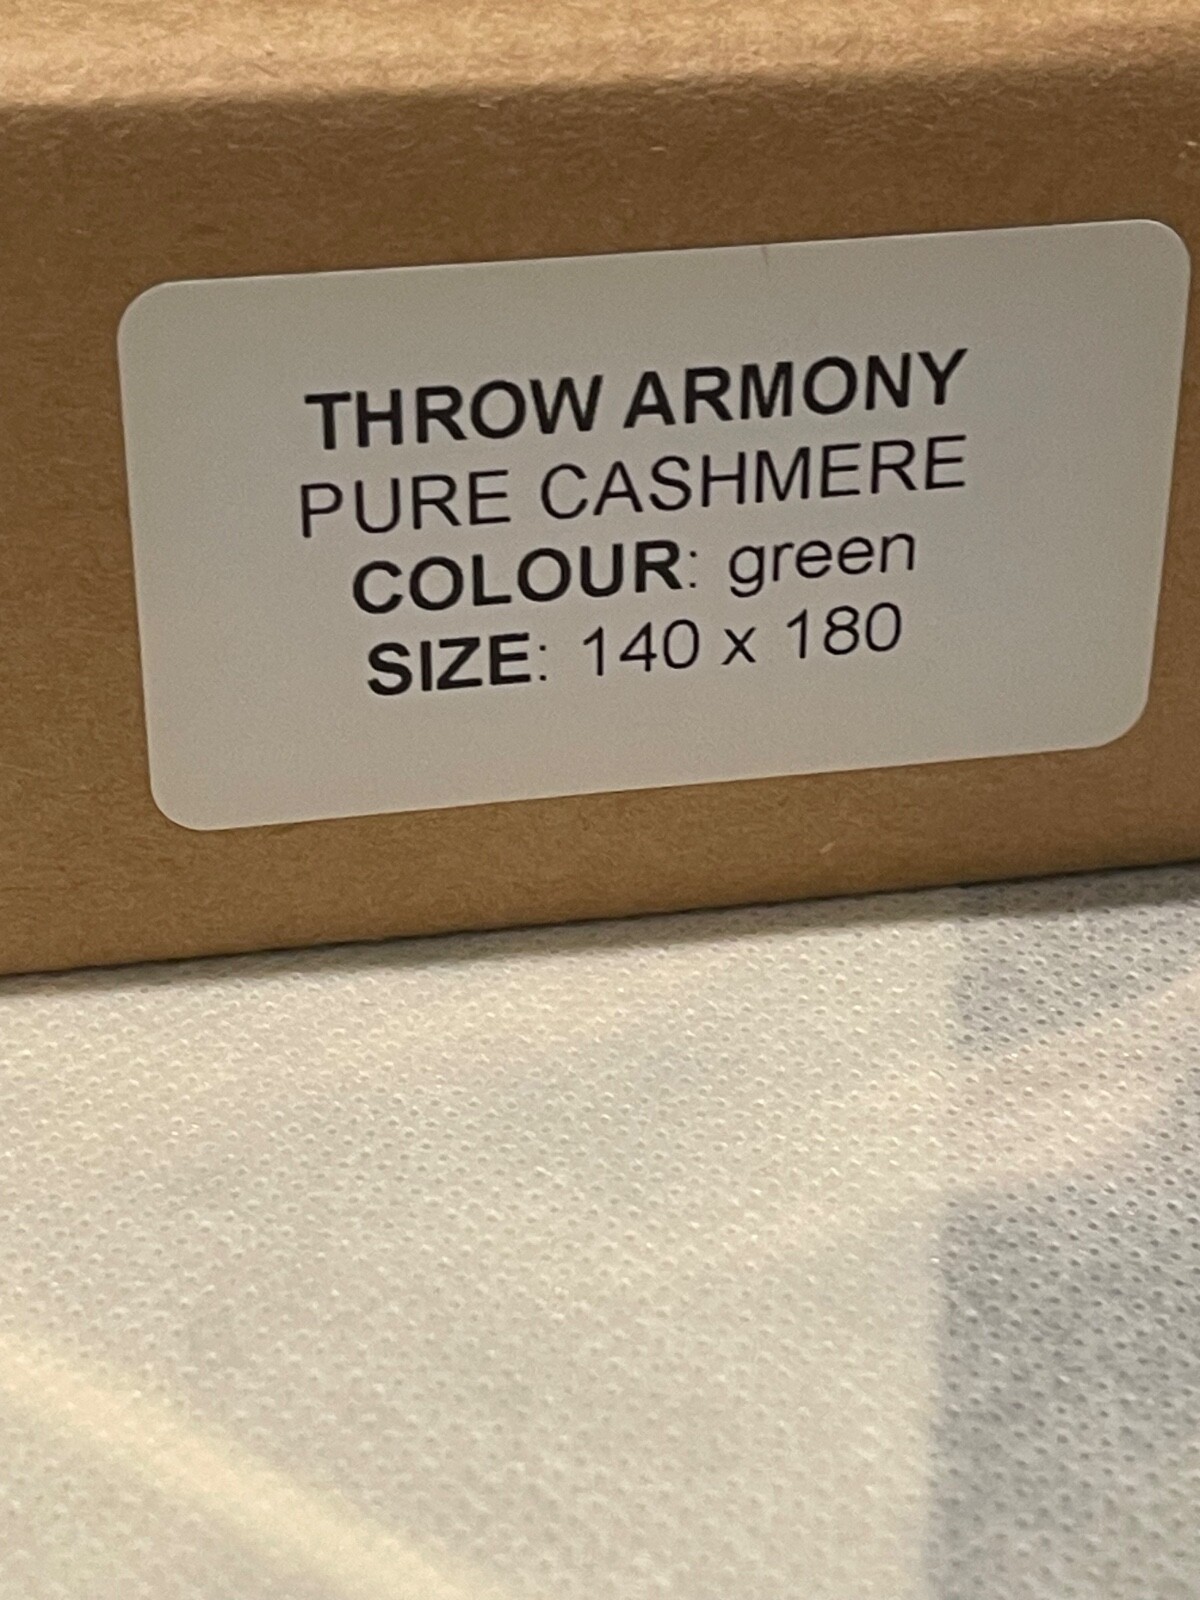 THROW ARMONY
PURE CASHMERE
COLOUR: green
SIZE: 140 x 180